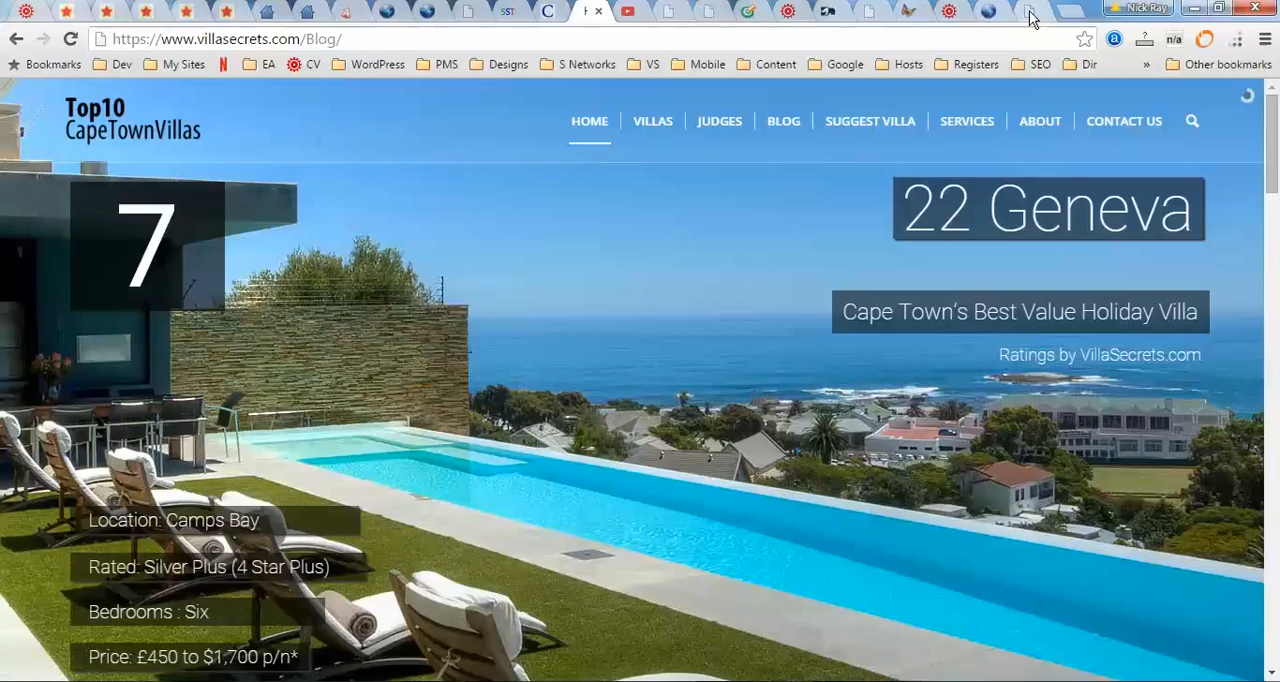 SST
C
Nick Ray
https://www.villasecrets.com/Blog/
n/a
Bookmarks Dev My Sites EA CV WordPress PMS Designs S Networks VS Mobile Content Google Hosts Registers SEO Dir » Other bookmarks
Top10
CapeTownVillas
HOME VILLAS JUDGES BLOG SUGGEST VILLA SERVICES ABOUT CONTACT US
7
22 Geneva
Cape Town's Best Value Holiday Villa
Ratings by VillaSecrets.com
Location: Camps Bay
Rated: Silver Plus (4 Star Plus)
Bedrooms : Six
Price: £450 to $1,700 p/n*